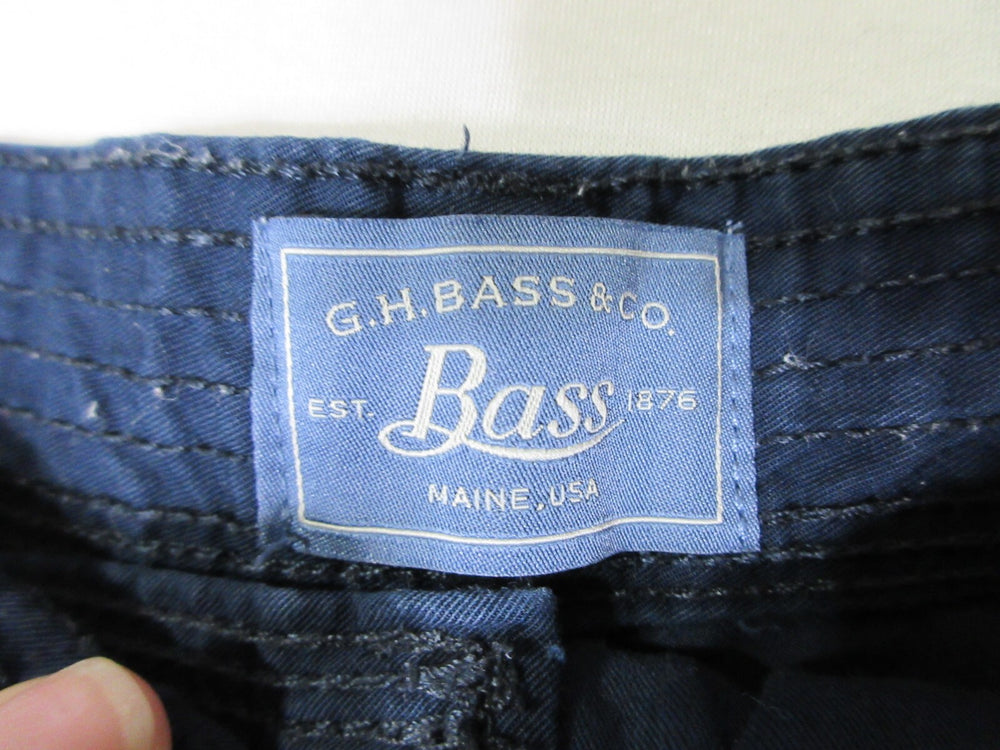 G.H.BASS & CO.
EST. Bass 1876
MAINE, USA